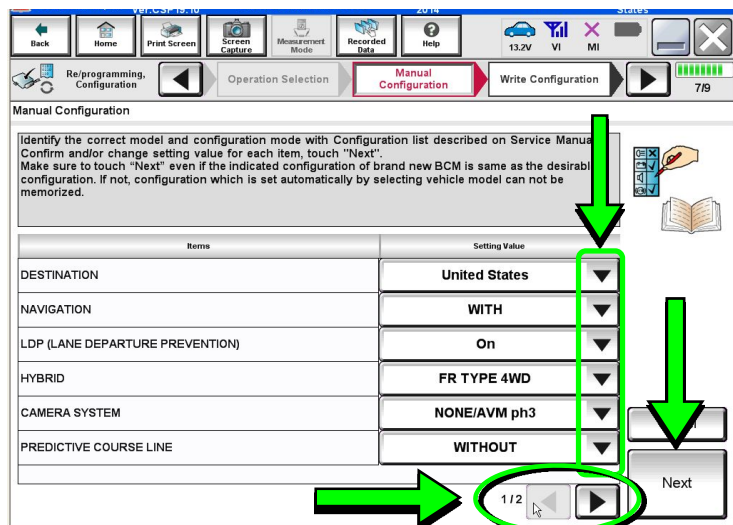 Ver.CSP19.10
2014
States
Back
Home
Print Screen
Screen
Capture
Measurement
Mode
Recorded
Data
Help
13.2V
VI
MI
Re/programming,
Configuration
Operation Selection
Manual
Configuration
Write Configuration
7/9
Manual Configuration
Identify the correct model and configuration mode with Configuration list described on Service
Confirm and/or change setting value for each item, touch "Next".
Make sure to touch “Next” even if the indicated configuration of brand new BCM is same as the
configuration. If not, configuration which is set automatically by selecting vehicle model can not be
memorized.
Items
Setting Value
DESTINATION
United States
NAVIGATION
WITH
LDP (LANE DEPARTURE PREVENTION)
On
HYBRID
FR TYPE 4WD
CAMERA SYSTEM
NONE/AVM ph3
PREDICTIVE COURSE LINE
WITHOUT
1/2
Next